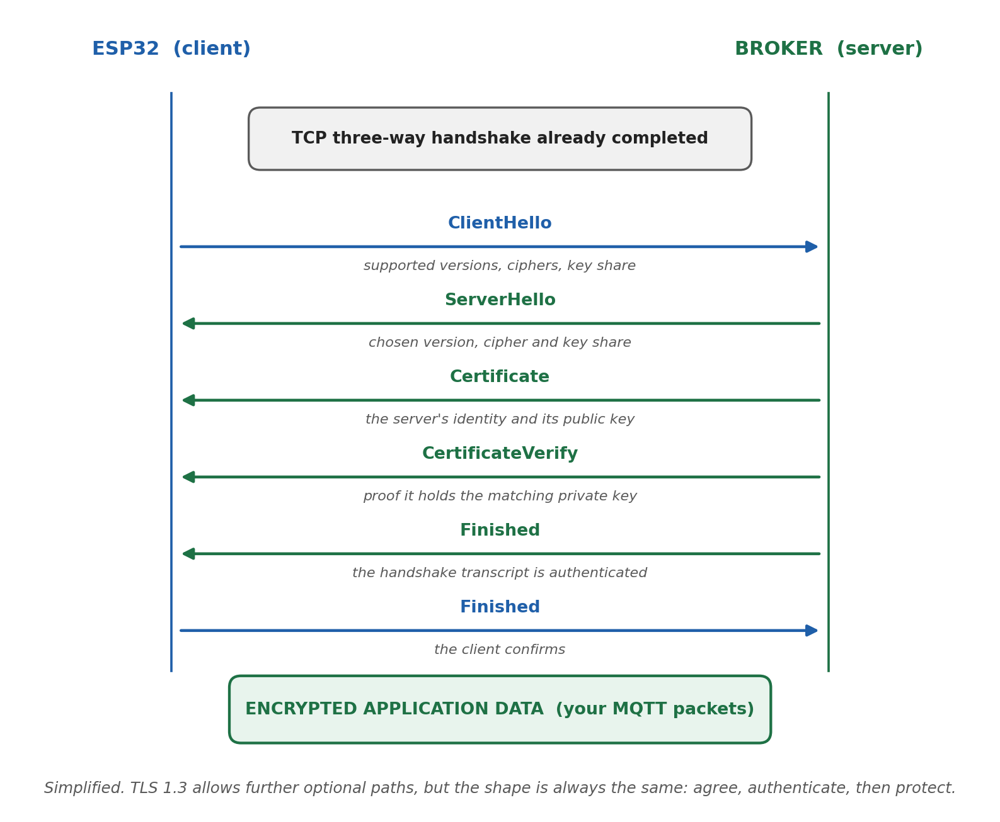 ESP32  (client)
BROKER  (server)
TCP three-way handshake already completed
ClientHello
supported versions, ciphers, key share
ServerHello
chosen version, cipher and key share
Certificate
the server's identity and its public key
CertificateVerify
proof it holds the matching private key
Finished
the handshake transcript is authenticated
Finished
the client confirms
ENCRYPTED APPLICATION DATA  (your MQTT packets)
Simplified. TLS 1.3 allows further optional paths, but the shape is always the same: agree, authenticate, then protect.